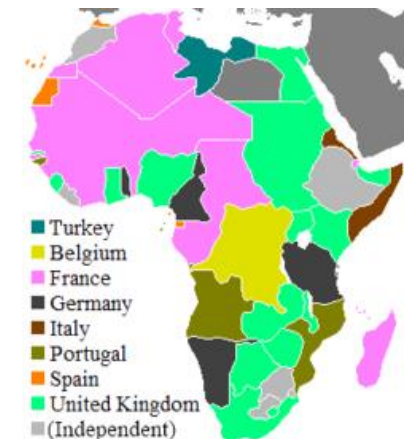 Turkey
Belgium
France
Germany
Italy
Portugal
Spain
United Kingdom
(Independent)